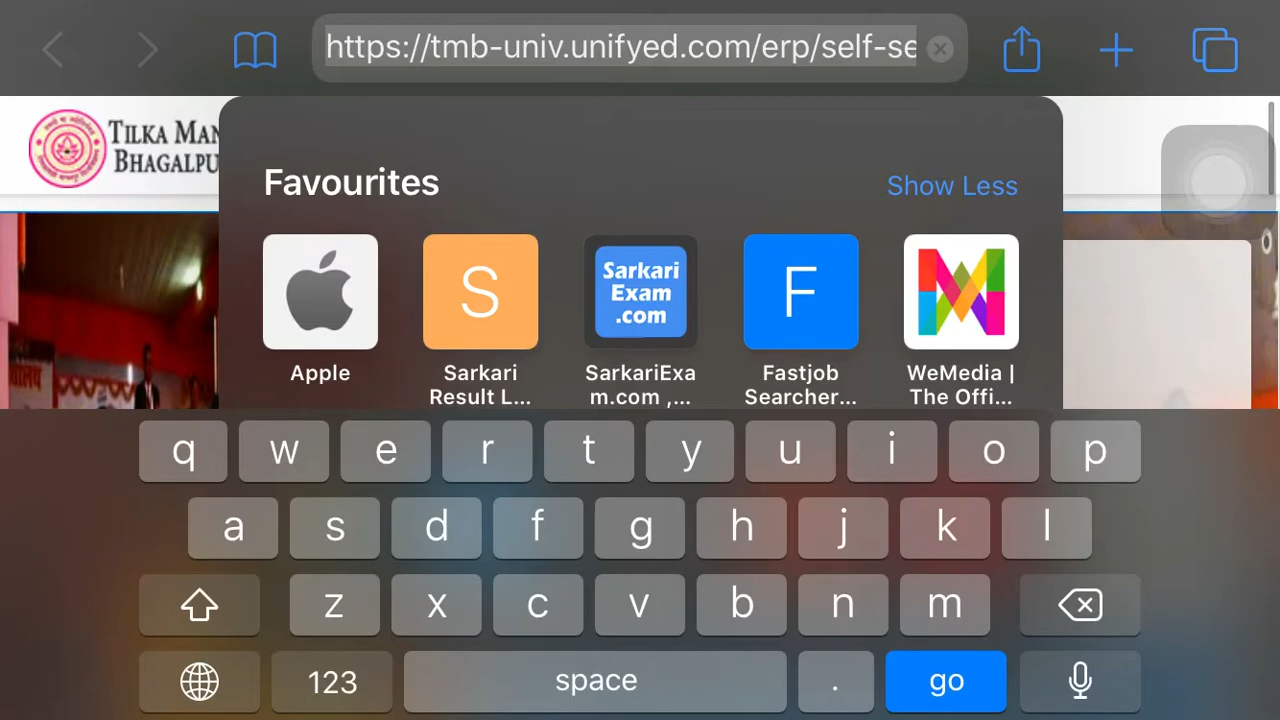 https://tmb-univ.unifyed.com/erp/self-se
TILKA MAN
BHAGALPU
Favourites
Show Less
Sarkari
Exam
.com
S
F
Apple
Sarkari
Result L...
SarkariExa
m.com ,...
Fastjob
Searcher...
WeMedia |
The Offi...
q w e r t y u i o p
a s d f g h j k l
z x c v b n m
123 space . go